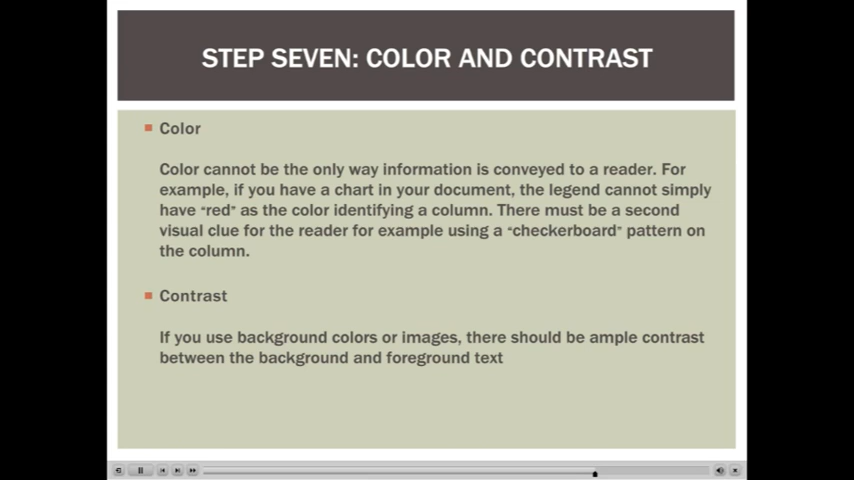 STEP SEVEN: COLOR AND CONTRAST
Color
Color cannot be the only way information is conveyed to a reader. For
example, if you have a chart in your document, the legend cannot simply
have “red” as the color identifying a column. There must be a second
visual clue for the reader for example using a “checkerboard” pattern on
the column.
Contrast
If you use background colors or images, there should be ample contrast
between the background and foreground text